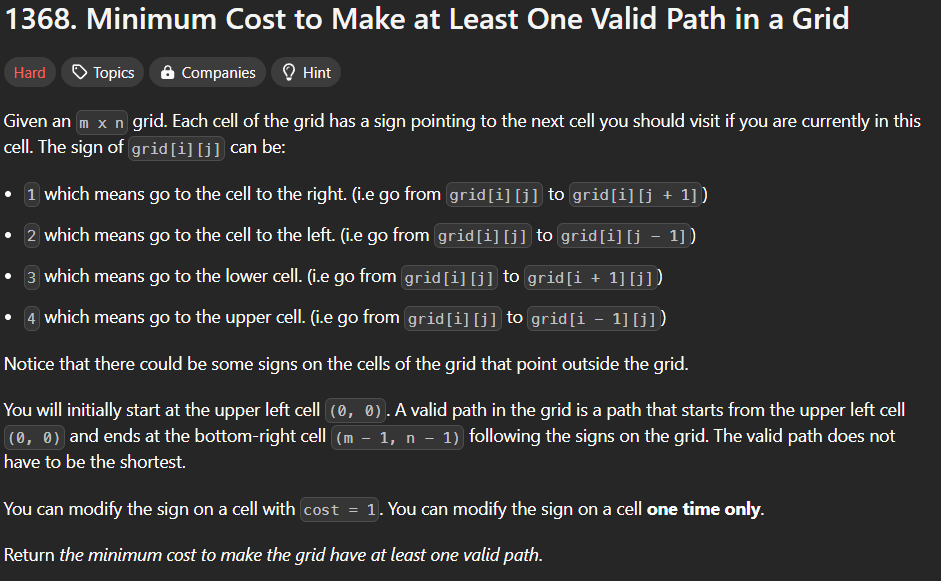 1368. Minimum Cost to Make at Least One Valid Path in a Grid
Hard Topics Companies Hint
Given an m x n grid. Each cell of the grid has a sign pointing to the next cell you should visit if you are currently in this
cell. The sign of grid[i][j] can be:
• 1 which means go to the cell to the right. (i.e go from grid[i][j] to grid[i][j + 1])
• 2 which means go to the cell to the left. (i.e go from grid[i][j] to grid[i][j - 1])
• 3 which means go to the lower cell. (i.e go from grid[i][j] to grid[i + 1][j])
• 4 which means go to the upper cell. (i.e go from grid[i][j] to grid[i - 1][j])
Notice that there could be some signs on the cells of the grid that point outside the grid.
You will initially start at the upper left cell (0, 0). A valid path in the grid is a path that starts from the upper left cell
(0, 0) and ends at the bottom-right cell (m - 1, n - 1) following the signs on the grid. The valid path does not
have to be the shortest.
You can modify the sign on a cell with cost = 1. You can modify the sign on a cell one time only.
Return the minimum cost to make the grid have at least one valid path.